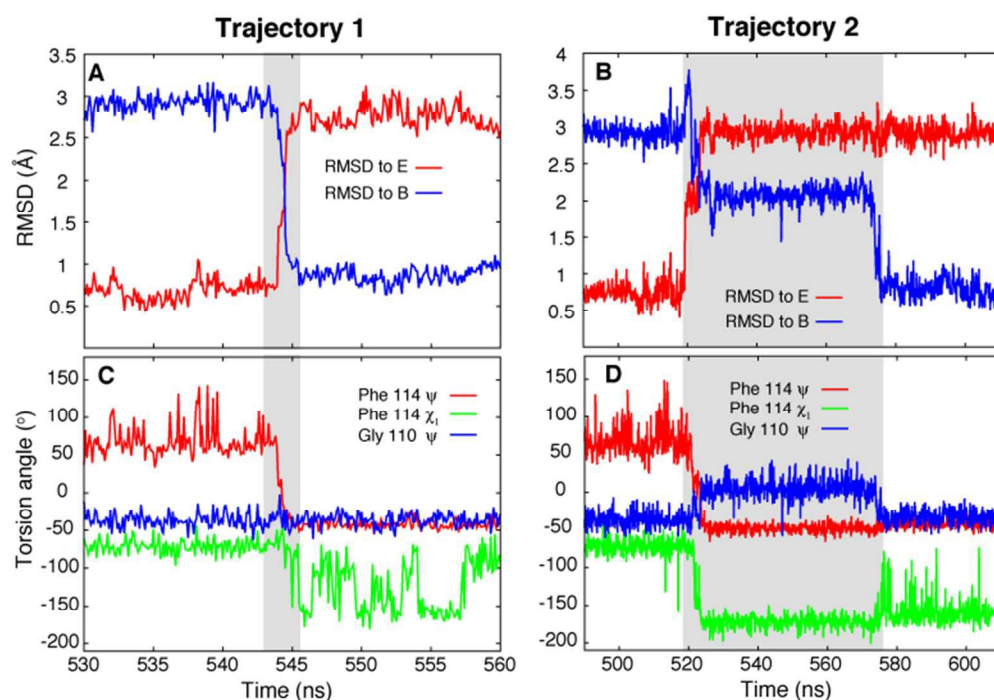 Trajectory 1
Trajectory 2
A
RMSD (Å)
3.5
3
2.5
2
1.5
1
0.5
0
RMSD to E
RMSD to B
B
4
3.5
3
2.5
2
1.5
1
0.5
RMSD to E
RMSD to B
C
Torsion angle (°)
150
100
50
0
-50
-100
-150
-200
Phe 114 ψ
Phe 114 χ₁
Gly 110 ψ
530 535 540 545 550 555 560
Time (ns)
D
150
100
50
0
-50
-100
-150
-200
Phe 114 ψ
Phe 114 χ₁
Gly 110 ψ
500 520 540 560 580 600
Time (ns)